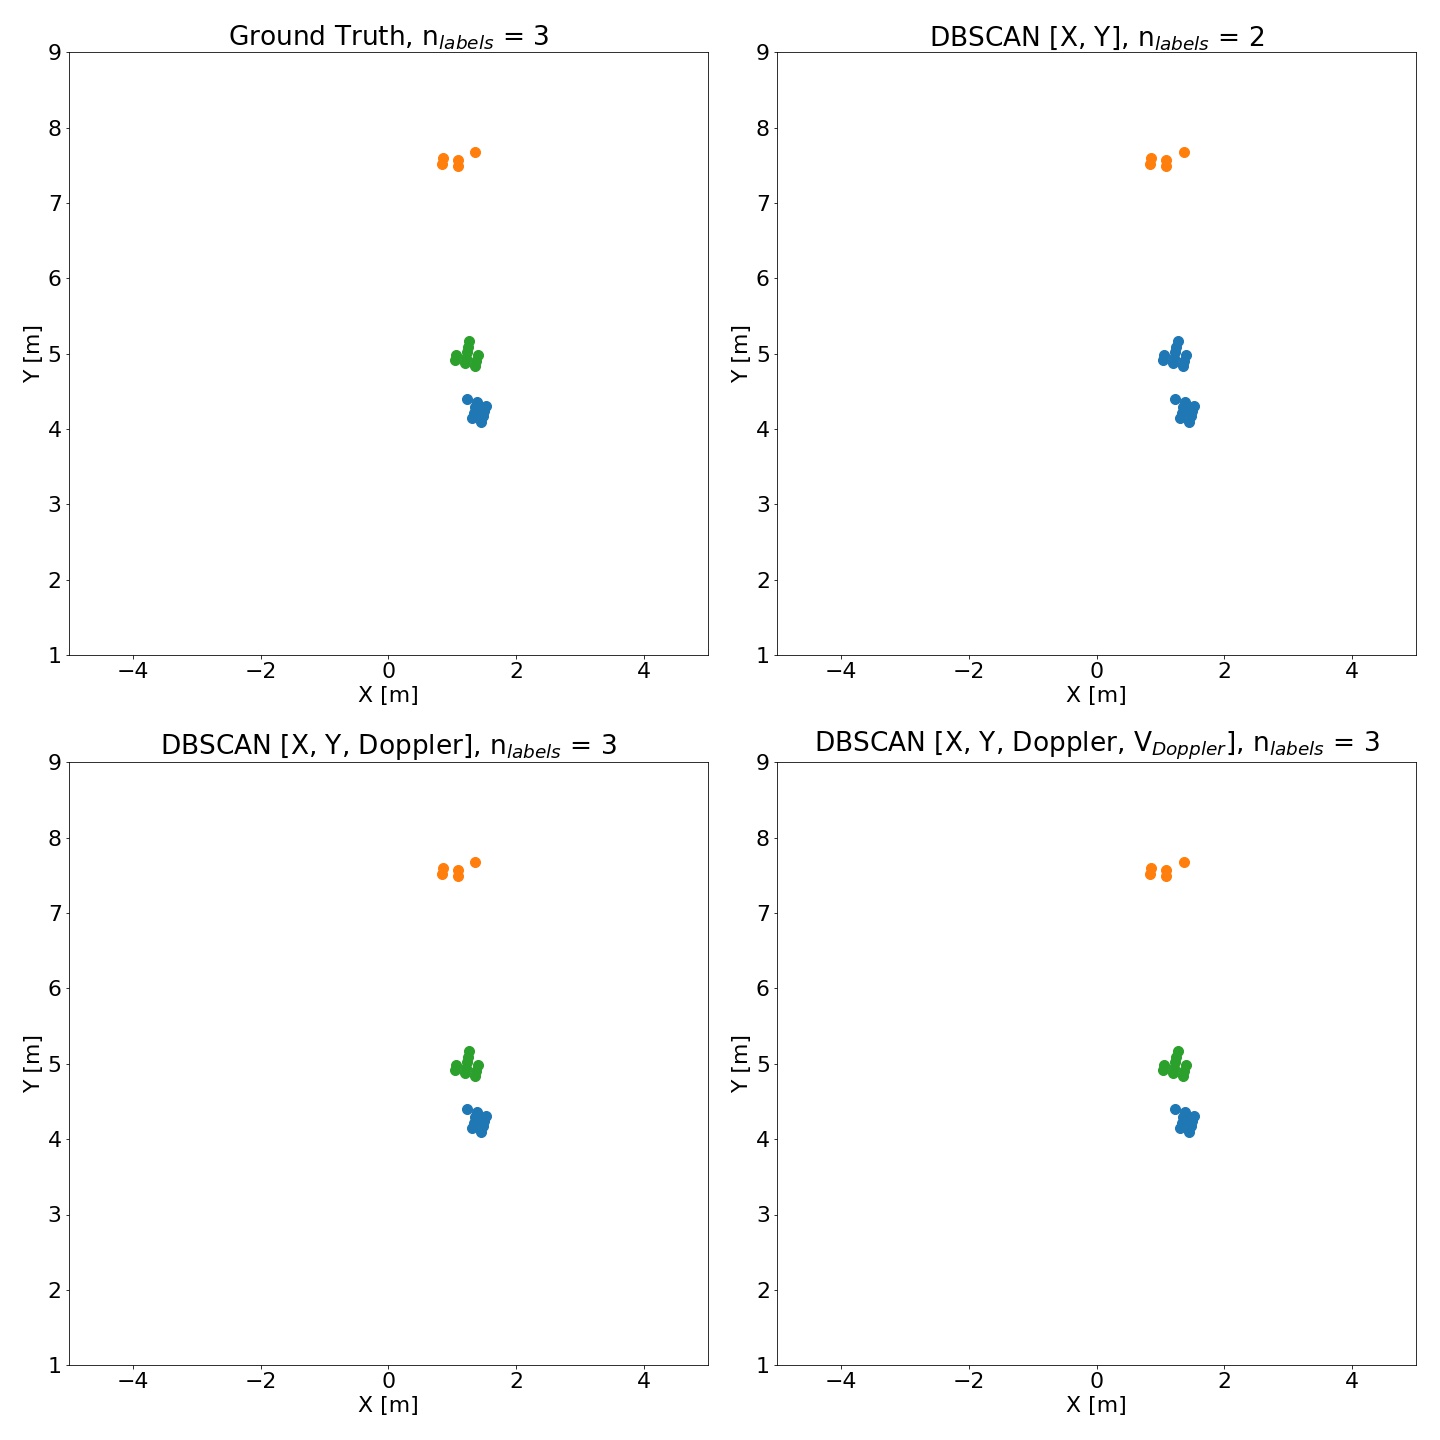 Ground Truth, n_labels = 3
9
8
7
6
5
4
3
2
1
Y [m]
−4 −2 0 2 4
X [m]
DBSCAN [X, Y], n_labels = 2
9
8
7
6
5
4
3
2
1
Y [m]
−4 −2 0 2 4
X [m]
DBSCAN [X, Y, Doppler], n_labels = 3
9
8
7
6
5
4
3
2
1
Y [m]
−4 −2 0 2 4
X [m]
DBSCAN [X, Y, Doppler, V_Doppler], n_labels = 3
9
8
7
6
5
4
3
2
1
Y [m]
−4 −2 0 2 4
X [m]